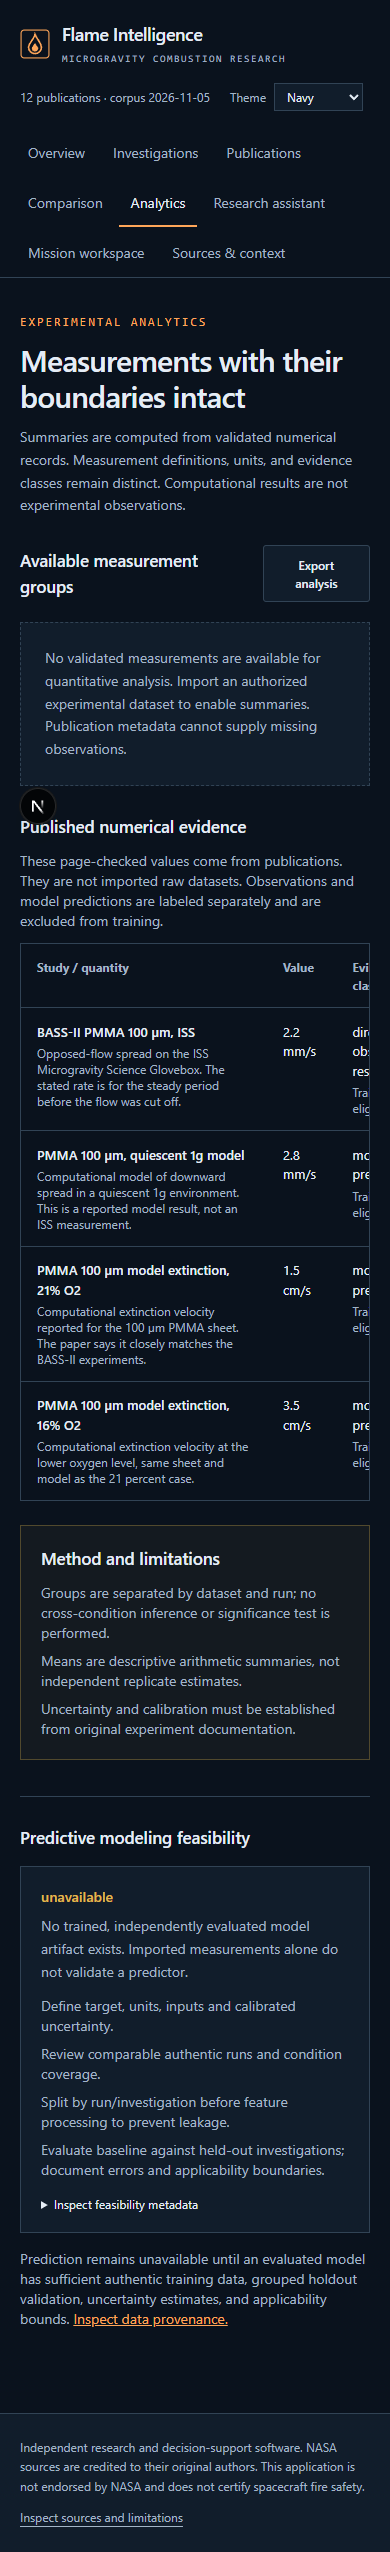 Flame Intelligence
MICROGRAVITY COMBUSTION RESEARCH
12 publications · corpus 2026-11-05 Theme Navy
Overview Investigations Publications
Comparison Analytics Research assistant
Mission workspace Sources & context
EXPERIMENTAL ANALYTICS
Measurements with their
boundaries intact
Summaries are computed from validated numerical
records. Measurement definitions, units, and evidence
classes remain distinct. Computational results are not
experimental observations.
Available measurement
groups
Export
analysis
No validated measurements are available for
quantitative analysis. Import an authorized
experimental dataset to enable summaries.
Publication metadata cannot supply missing
observations.
N
Published numerical evidence
These page-checked values come from publications.
They are not imported raw datasets. Observations and
model predictions are labeled separately and are
excluded from training.
Study / quantity Value
BASS-II PMMA 100 µm, ISS
Opposed-flow spread on the ISS
Microgravity Science Glovebox. The
stated rate is for the steady period
before the flow was cut off.
2.2
mm/s
PMMA 100 µm, quiescent 1g model
Computational model of downward
spread in a quiescent 1g environment.
This is a reported model result, not an
ISS measurement.
2.8
mm/s
PMMA 100 µm model extinction,
21% O2
Computational extinction velocity
reported for the 100 µm PMMA sheet.
The paper says it closely matches the
BASS-II experiments.
1.5
cm/s
PMMA 100 µm model extinction,
16% O2
Computational extinction velocity at the
lower oxygen level, same sheet and
model as the 21 percent case.
3.5
cm/s
Method and limitations
Groups are separated by dataset and run; no
cross-condition inference or significance test is
performed.
Means are descriptive arithmetic summaries, not
independent replicate estimates.
Uncertainty and calibration must be established
from original experiment documentation.
Predictive modeling feasibility
unavailable
No trained, independently evaluated model
artifact exists. Imported measurements alone do
not validate a predictor.
Define target, units, inputs and calibrated
uncertainty.
Review comparable authentic runs and condition
coverage.
Split by run/investigation before feature
processing to prevent leakage.
Evaluate baseline against held-out investigations;
document errors and applicability boundaries.
Inspect feasibility metadata
Prediction remains unavailable until an evaluated model
has sufficient authentic training data, grouped holdout
validation, uncertainty estimates, and applicability
bounds. Inspect data provenance.
Independent research and decision-support software. NASA
sources are credited to their original authors. This application is
not endorsed by NASA and does not certify spacecraft fire safety.
Inspect sources and limitations